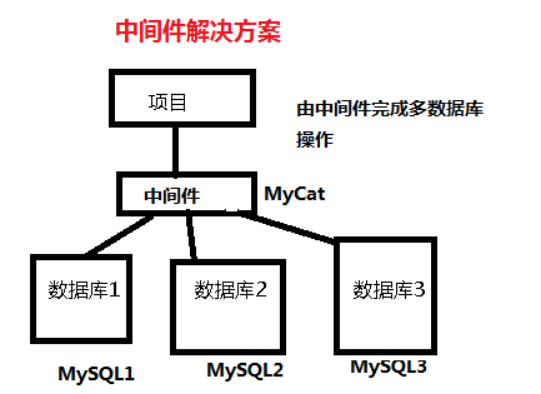 中间件解决方案
项目
由中间件完成多数据库
操作
中间件
MyCat
数据库1
数据库2
数据库3
MySQL1
MySQL2
MySQL3